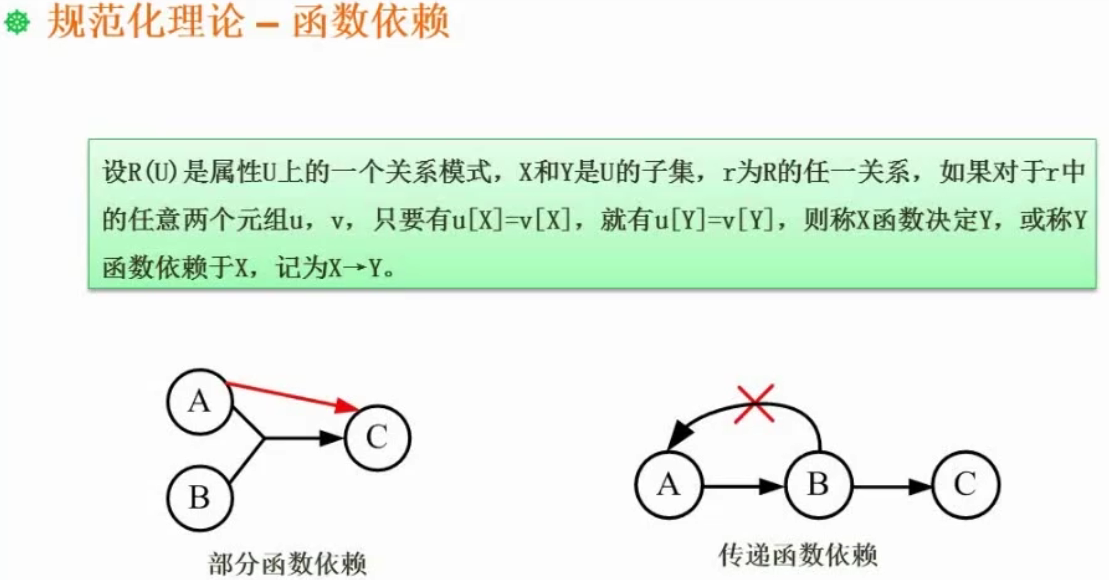 规范化理论 – 函数依赖
设R(U)是属性U上的一个关系模式，X和Y是U的子集，r为R的任一关系，如果对于r中
的任意两个元组u，v，只要有u[X]=v[X]，就有u[Y]=v[Y]，则称X函数决定Y，或称Y
函数依赖于X，记为X→Y。
A
C
B
部分函数依赖
A
B
C
传递函数依赖